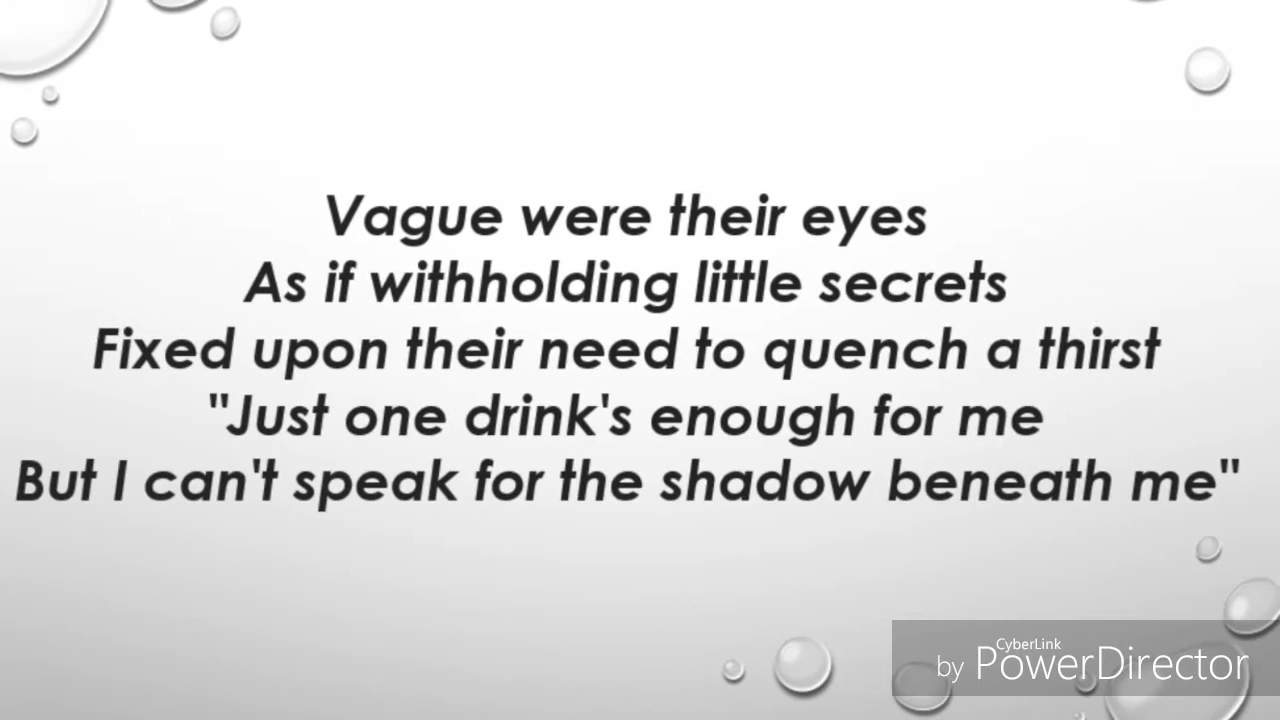 Vague were their eyes
As if withholding little secrets
Fixed upon their need to quench a thirst
"Just one drink's enough for me
But I can't speak for the shadow beneath me"
CyberLink
by PowerDirector